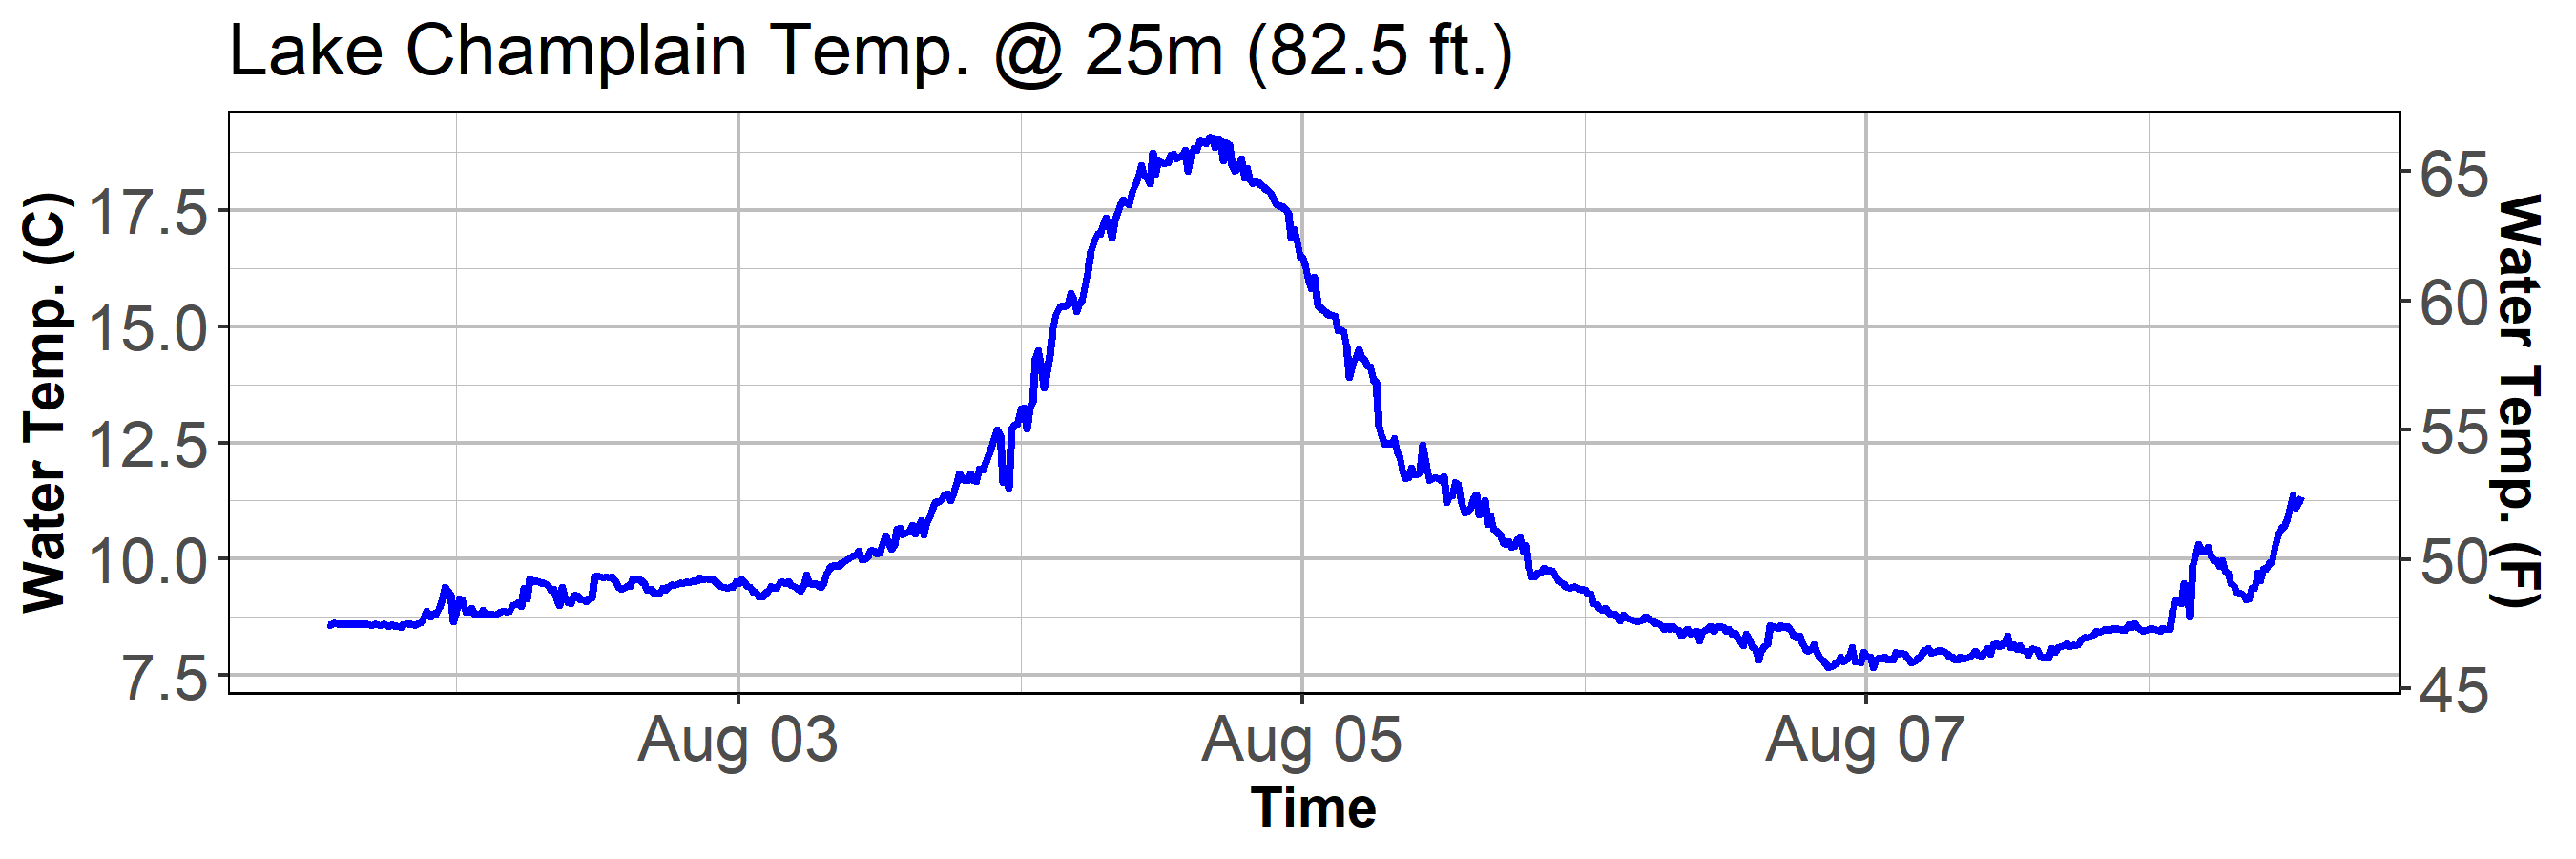 Lake Champlain Temp. @ 25m (82.5 ft.)
Water Temp. (C)
17.5
15.0
12.5
10.0
7.5
65
60
55
50
45
Water Temp. (F)
Aug 03
Aug 05
Aug 07
Time